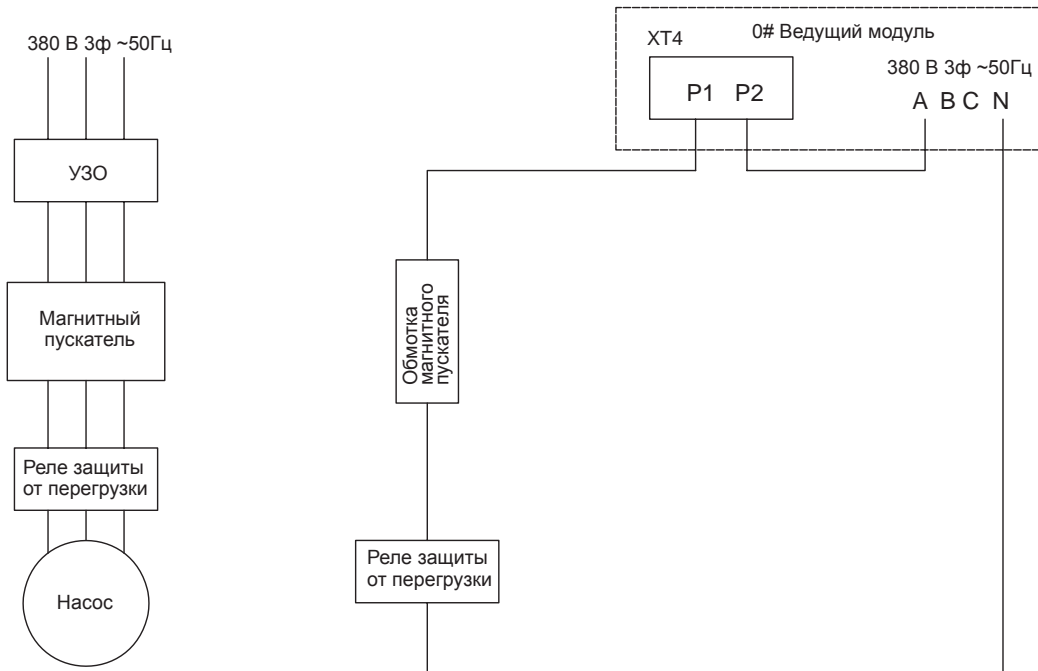 380 В 3ф ~50Гц
УЗО
Магнитный
пускатель
Реле защиты
от перегрузки
Насос
0# Ведущий модуль
XT4
P1 P2
380 В 3ф ~50Гц
A B C N
Обмотка
магнитного
пускателя
Реле защиты
от перегрузки